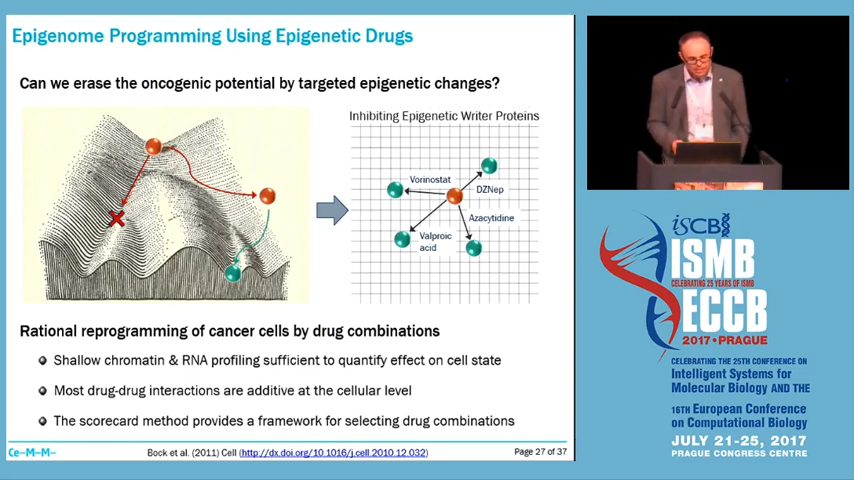 Epigenome Programming Using Epigenetic Drugs
Can we erase the oncogenic potential by targeted epigenetic changes?
Inhibiting Epigenetic Writer Proteins
Vorinostat
DZNep
Azacytidine
Valproic
acid
Rational reprogramming of cancer cells by drug combinations
Shallow chromatin & RNA profiling sufficient to quantify effect on cell state
Most drug-drug interactions are additive at the cellular level
The scorecard method provides a framework for selecting drug combinations
Ce-M-M-
Bock et al. (2011) Cell (http://dx.doi.org/10.1016/j.cell.2010.12.032)
Page 27 of 37
iSCB
ISMB
CELEBRATING 25 YEARS OF ISMB
ECCB
2017 • PRAGUE
CELEBRATING THE 25TH CONFERENCE ON
Intelligent Systems for
Molecular Biology AND THE
16TH European Conference
on Computational Biology
JULY 21-25, 2017
PRAGUE CONGRESS CENTRE